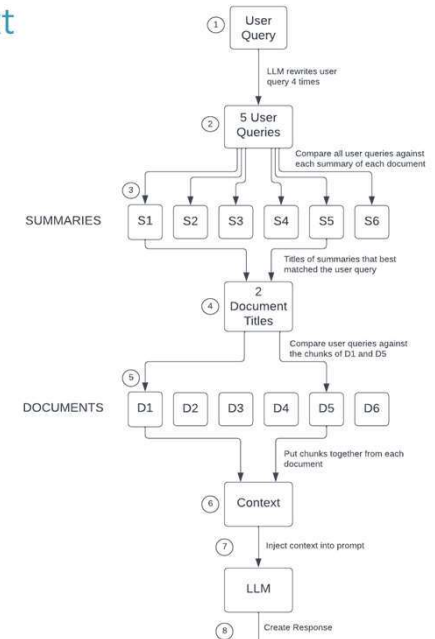 1
User
Query
LLM rewrites user
query 4 times
2
5 User
Queries
Compare all user queries against
each summary of each document
3
SUMMARIES
S1
S2
S3
S4
S5
S6
Titles of summaries that best
matched the user query
4
2
Document
Titles
Compare user queries against
the chunks of D1 and D5
5
DOCUMENTS
D1
D2
D3
D4
D5
D6
Put chunks together from each
document
6
Context
7
Inject context into prompt
LLM
8
Create Response